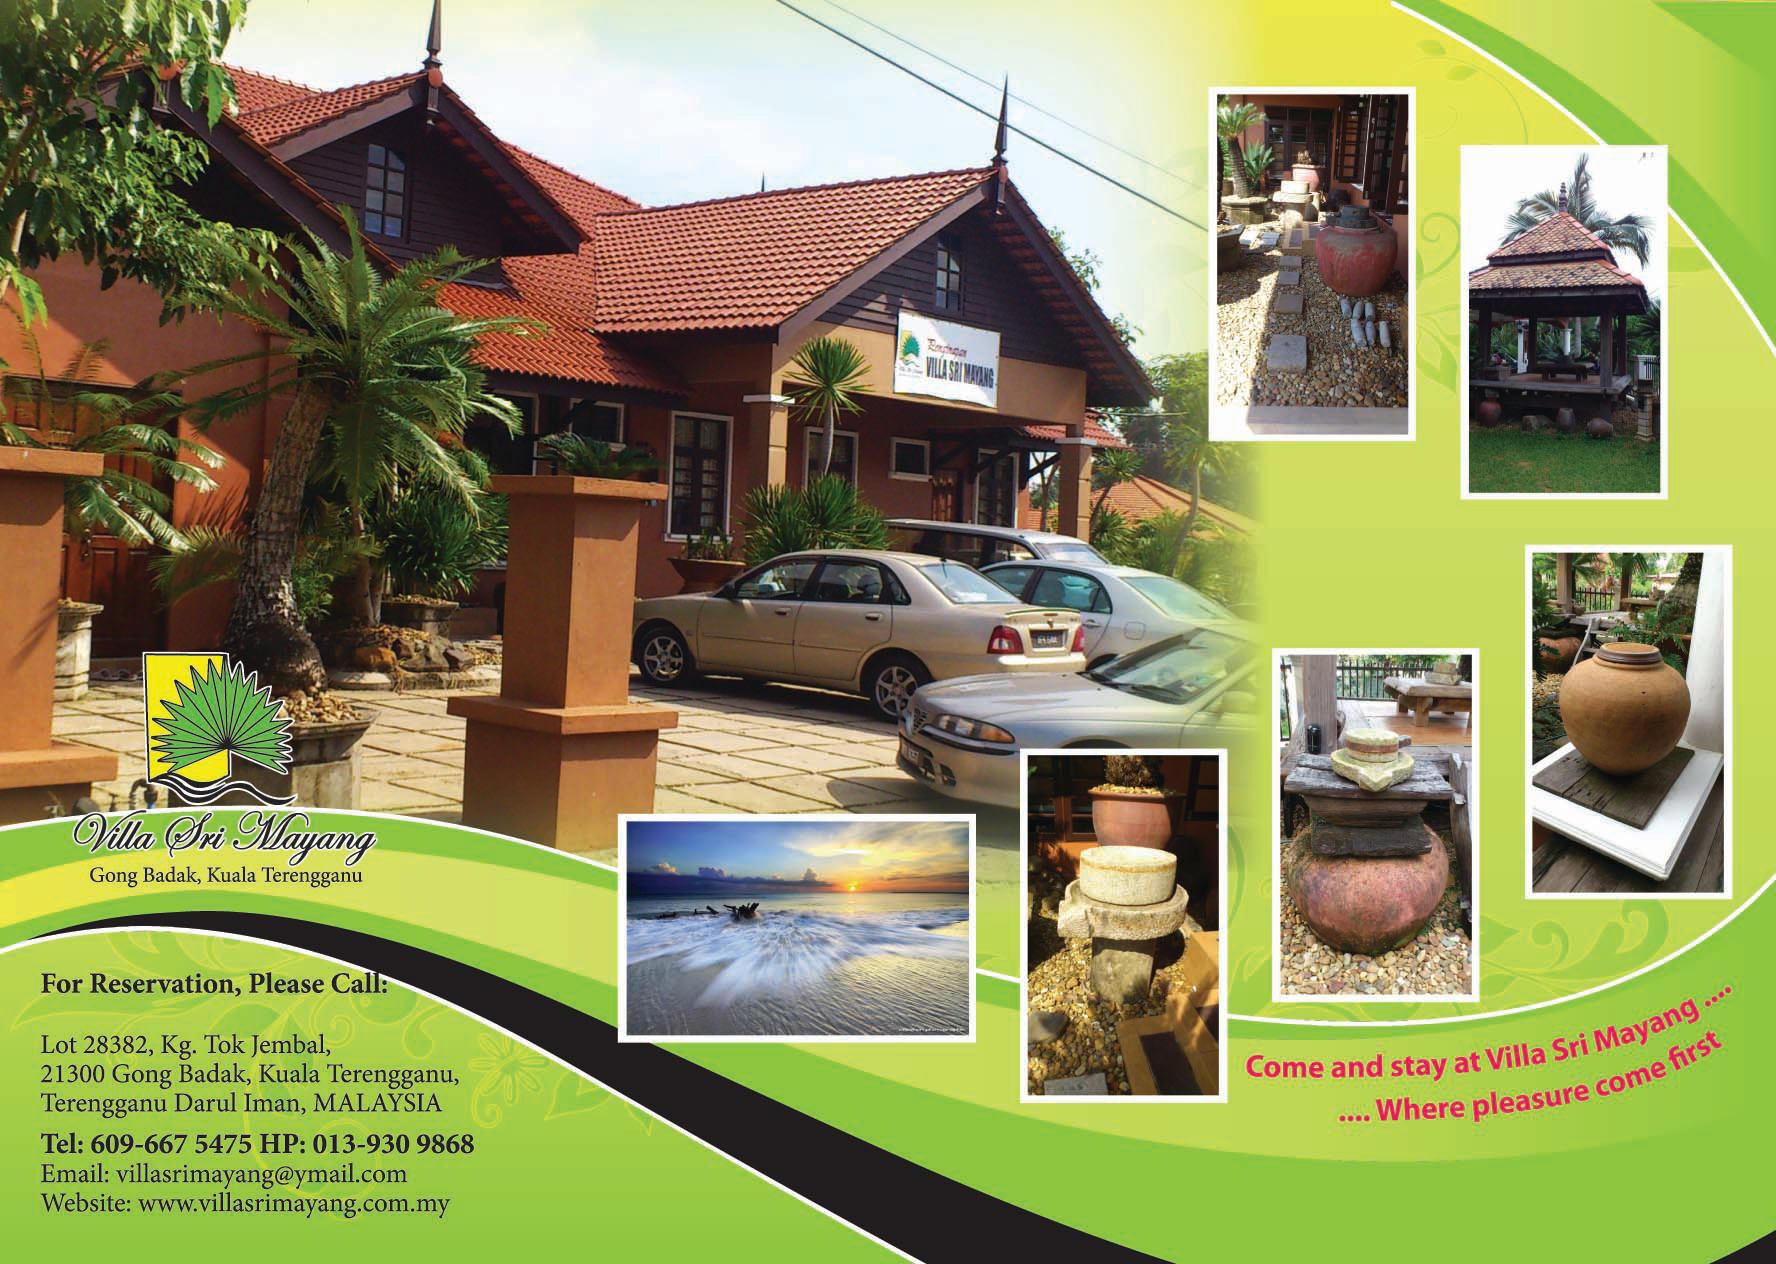 Penginapan
VILLA SRI MAYANG
Villa Sri Mayang
Gong Badak, Kuala Terengganu
For Reservation, Please Call:
Lot 28382, Kg. Tok Jembal,
21300 Gong Badak, Kuala Terengganu,
Terengganu Darul Iman, MALAYSIA
Tel: 609-667 5475 HP: 013-930 9868
Email: villasrimayang@ymail.com
Website: www.villasrimayang.com.my
Come and stay at Villa Sri Mayang ....
.... Where pleasure come first